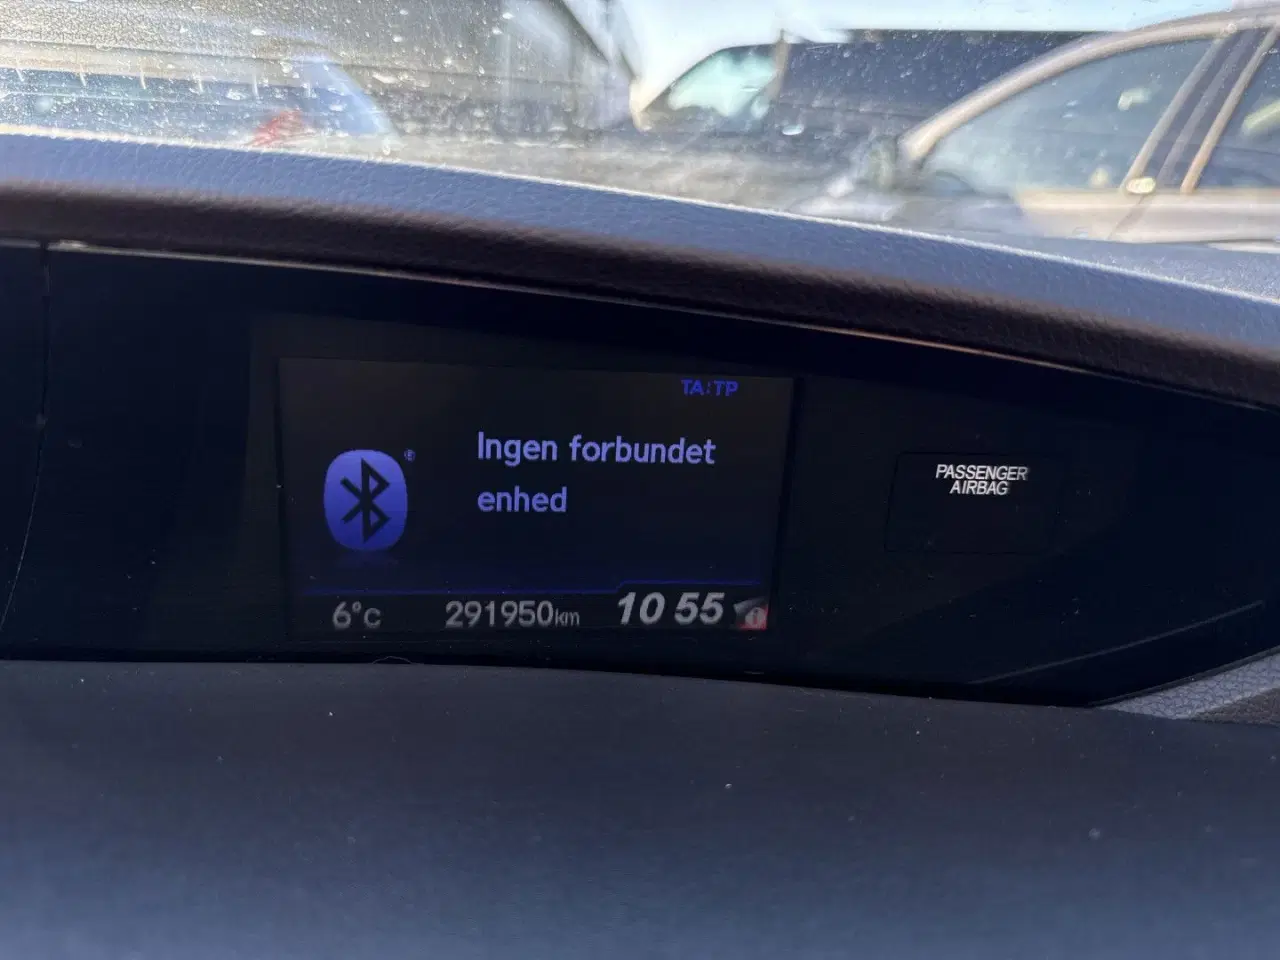 TA:TP
Ingen forbundet
enhed
6°C 291950km 10 55
PASSENGER
AIRBAG